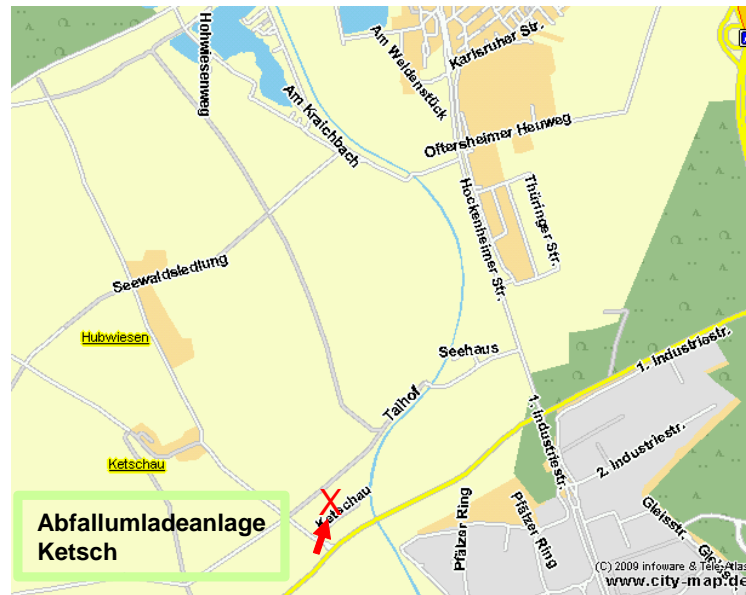 Hohwiesenweg
Am Weldenstück
Karlsruher Str.
Am Kraichbach
Oftersheimer Heuweg
Hockenheimer Str.
Thüringer Str.
Seewaldsiedlung
Hubwiesen
Seehaus
1. Industriestr.
Talhof
1. Industriestr.
2. Industriestr.
Ketschau
Ketschau
X
Pfälzer Ring
Pfälzer Ring
Gleisstr.
Abfallumladeanlage
Ketsch
(C) 2009 infoware & Tele Atlas
www.city-map.de